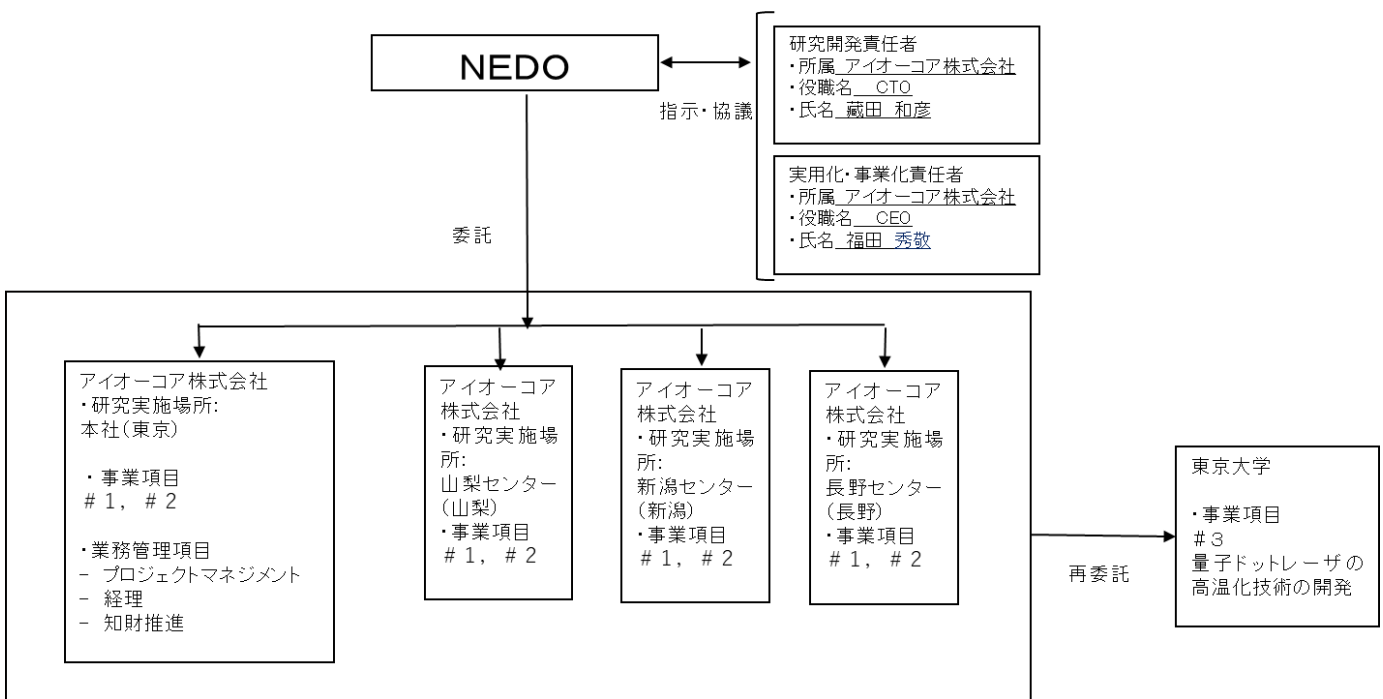 NEDO
指示・協議
研究開発責任者
・所属 アイオーコア株式会社
・役職名 CTO
・氏名 蔵田 和彦
実用化・事業化責任者
・所属 アイオーコア株式会社
・役職名 CEO
・氏名 福田 秀敬
委託
アイオーコア株式会社
・研究実施場所:
本社(東京)
・事業項目
#1, #2
・業務管理項目
- プロジェクトマネジメント
- 経理
- 知財推進
アイオーコア
株式会社
・研究実施場
所:
山梨センター
(山梨)
・事業項目
#1, #2
アイオーコア
株式会社
・研究実施場
所:
新潟センター
(新潟)
・事業項目
#1, #2
アイオーコア
株式会社
・研究実施場
所:
長野センター
(長野)
・事業項目
#1, #2
再委託
東京大学
・事業項目
#3
量子ドットレーザの
高温化技術の開発